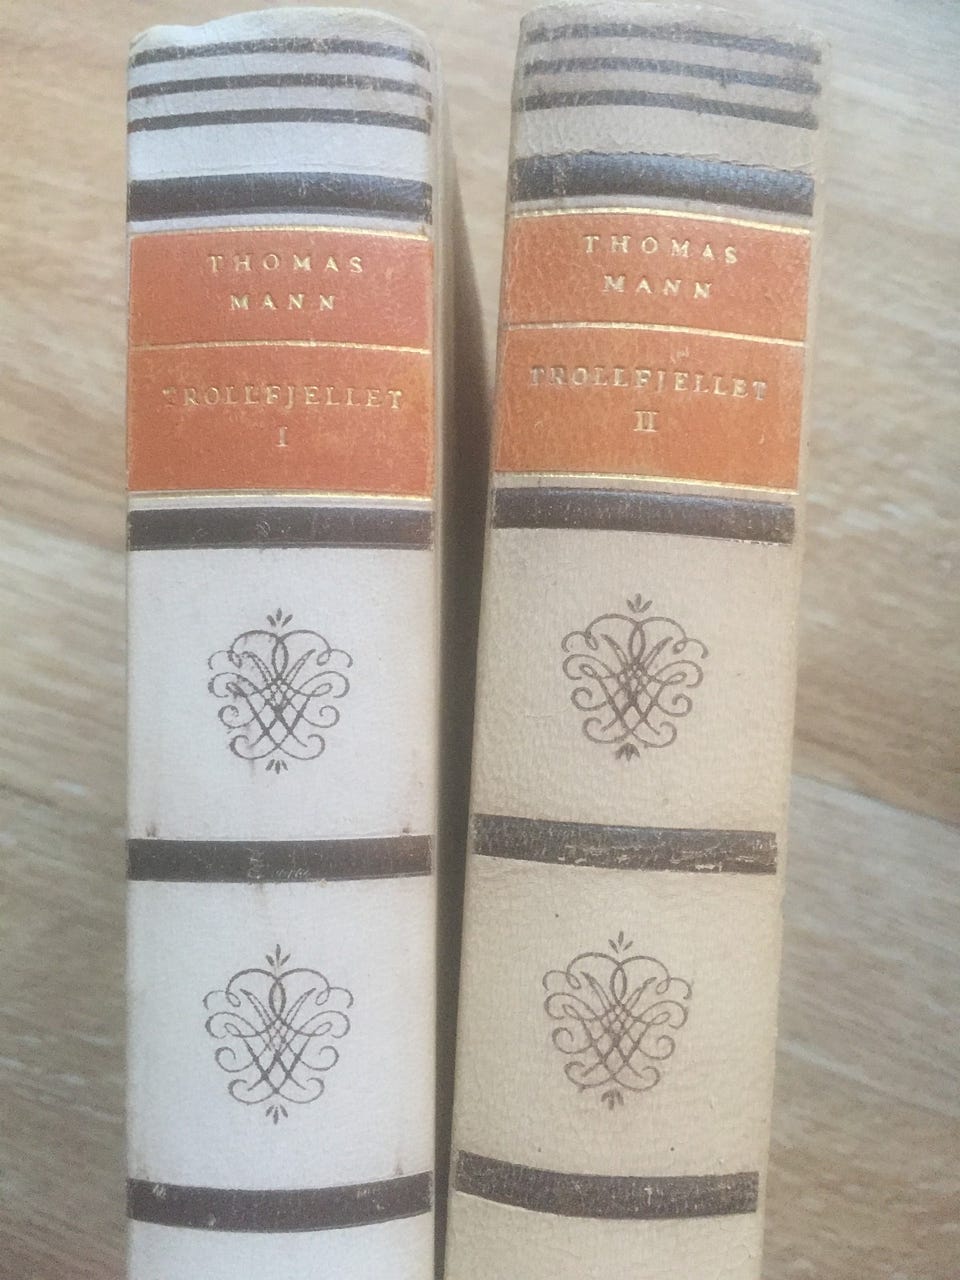 THOMAS
MANN
TROLLFJELLET
I
THOMAS
MANN
TROLLFJELLET
II